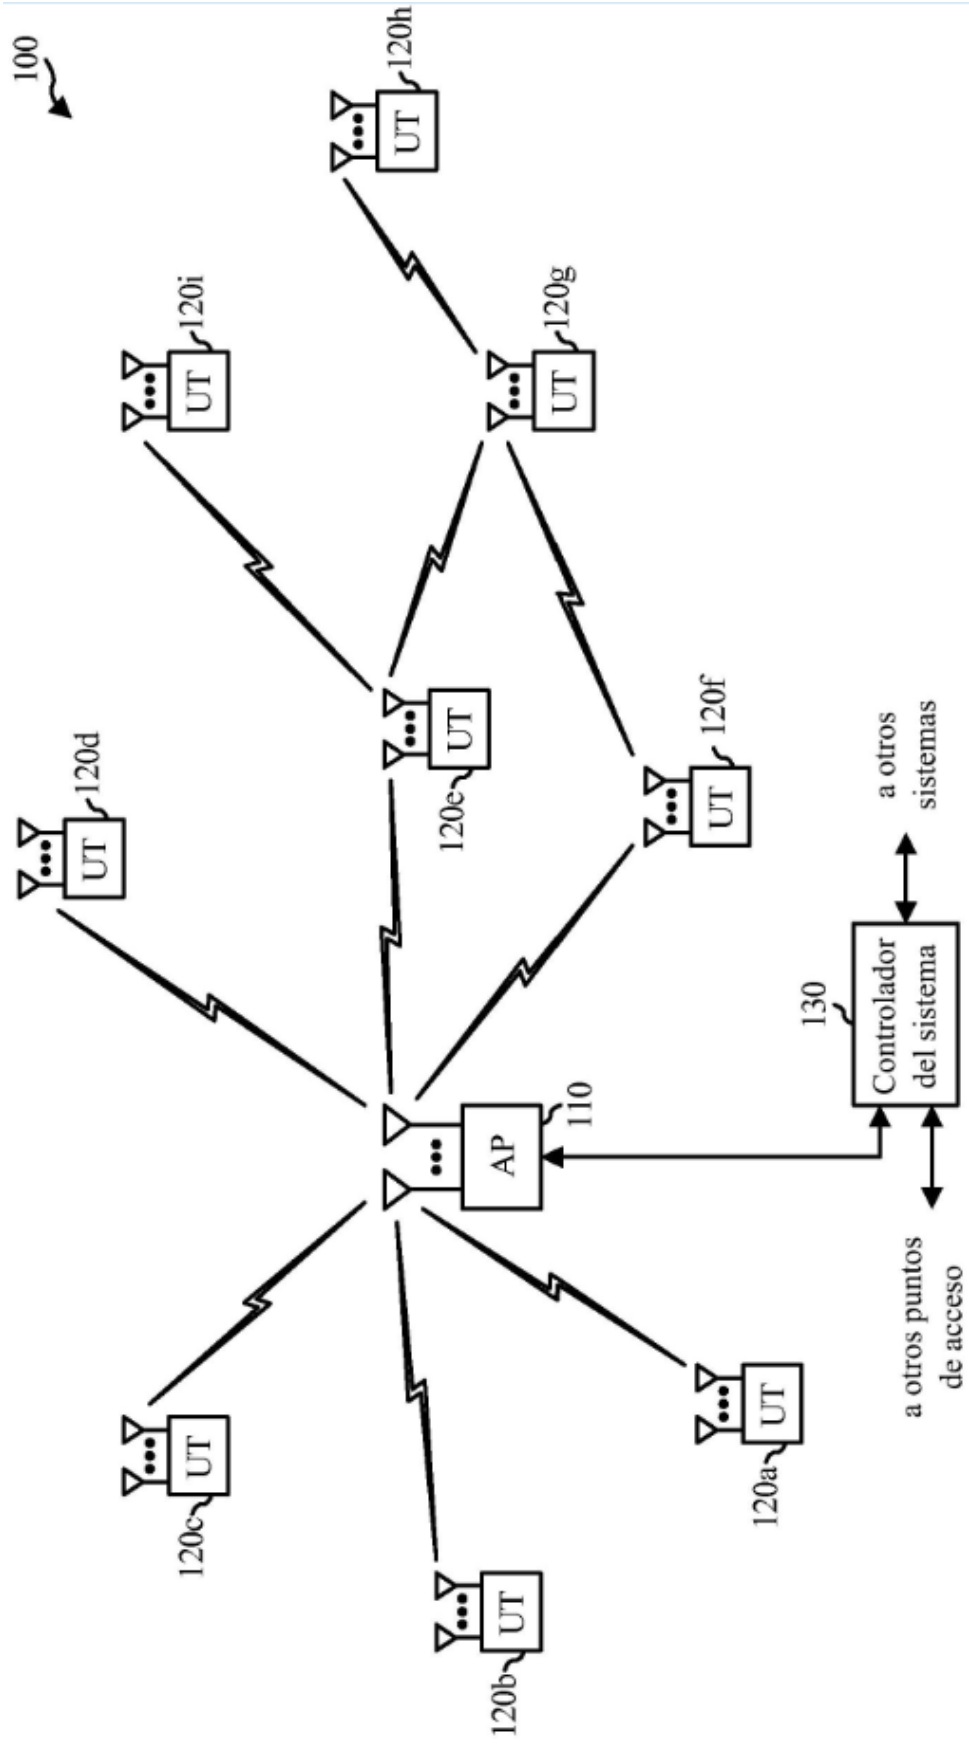 100
UT
120h
UT
120i
UT
120g
UT
120d
UT
120e
UT
120f
AP
110
UT
120c
UT
120b
UT
120a
130
Controlador
del sistema
a otros
sistemas
a otros puntos
de acceso